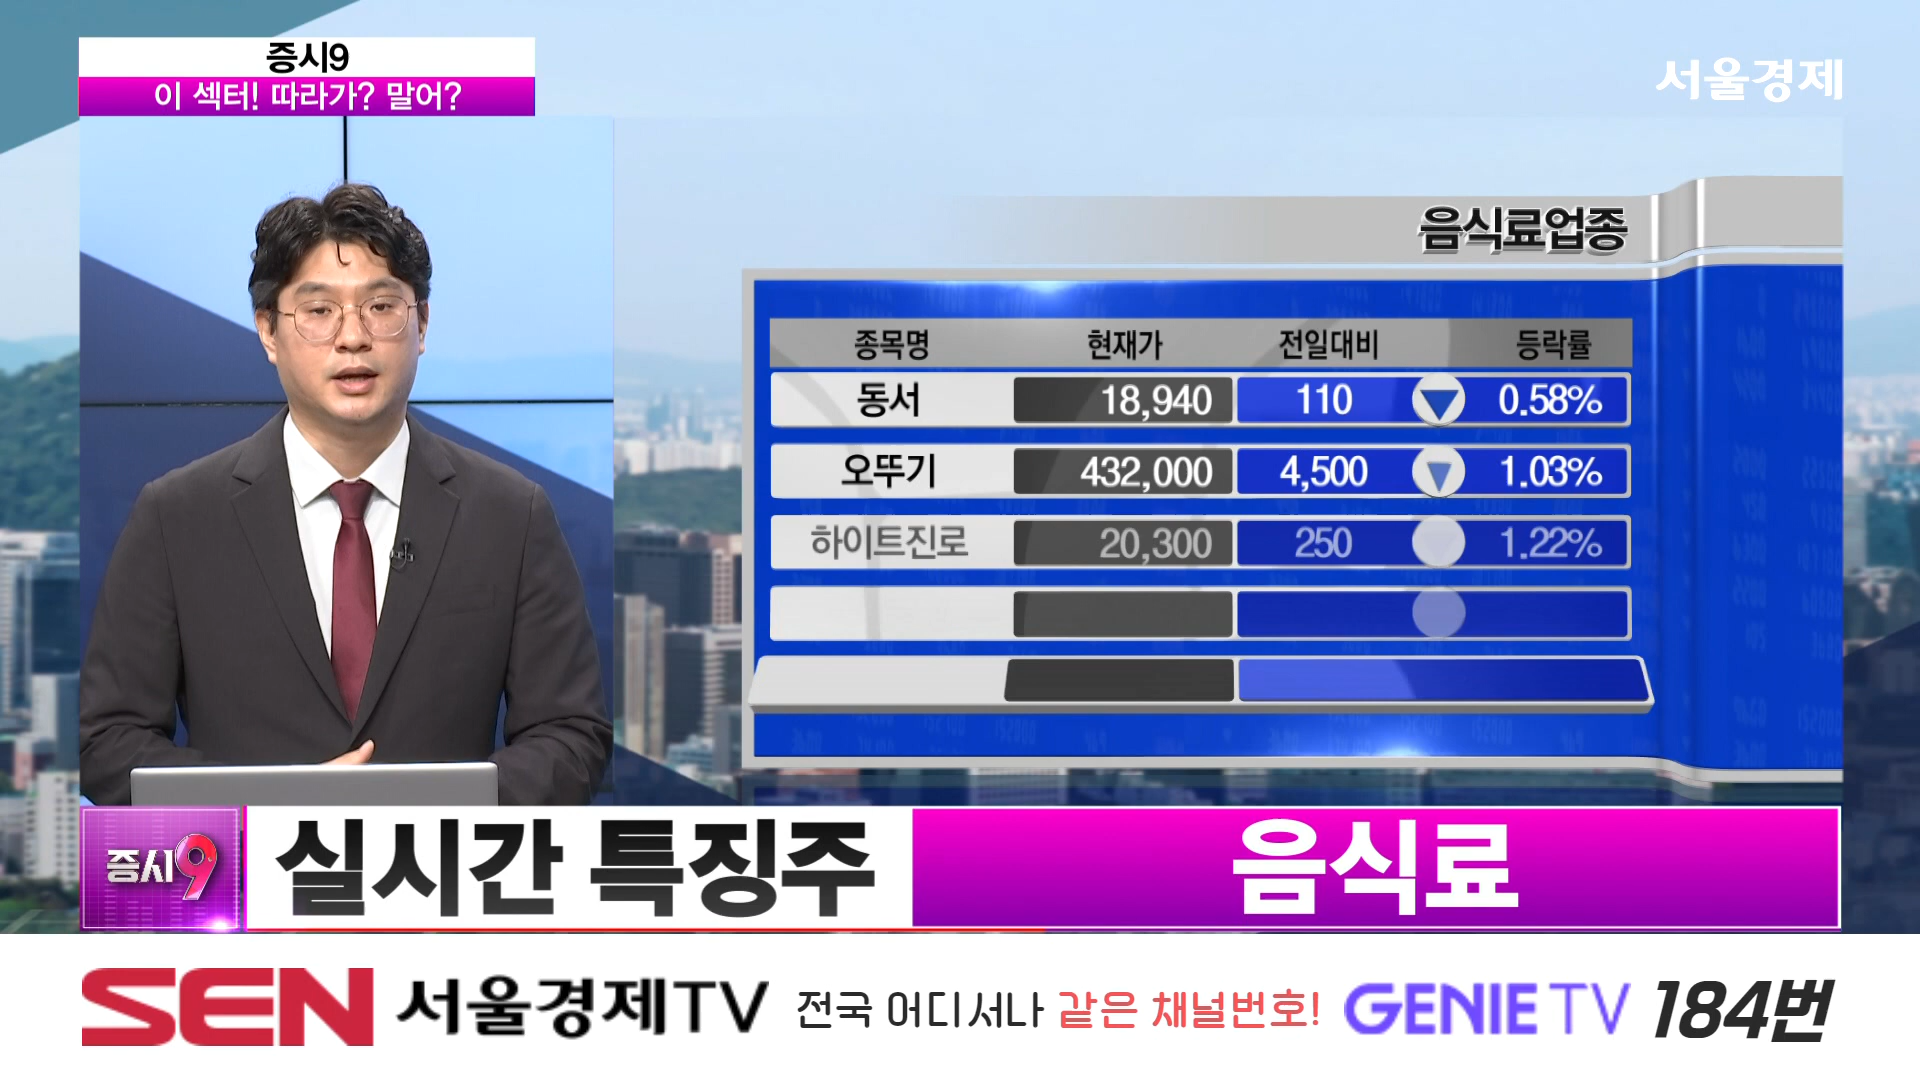 증시9
이 섹터! 따라가? 말어?
서울경제
음식료업종
종목명 현재가 전일대비 등락률
동서 18,940 110 ▼ 0.58%
오뚜기 432,000 4,500 ▼ 1.03%
하이트진로 20,300 250 1.22%
증시9 실시간 특징주 음식료
SEN 서울경제TV 전국 어디서나 같은 채널번호! GENIE TV 184번